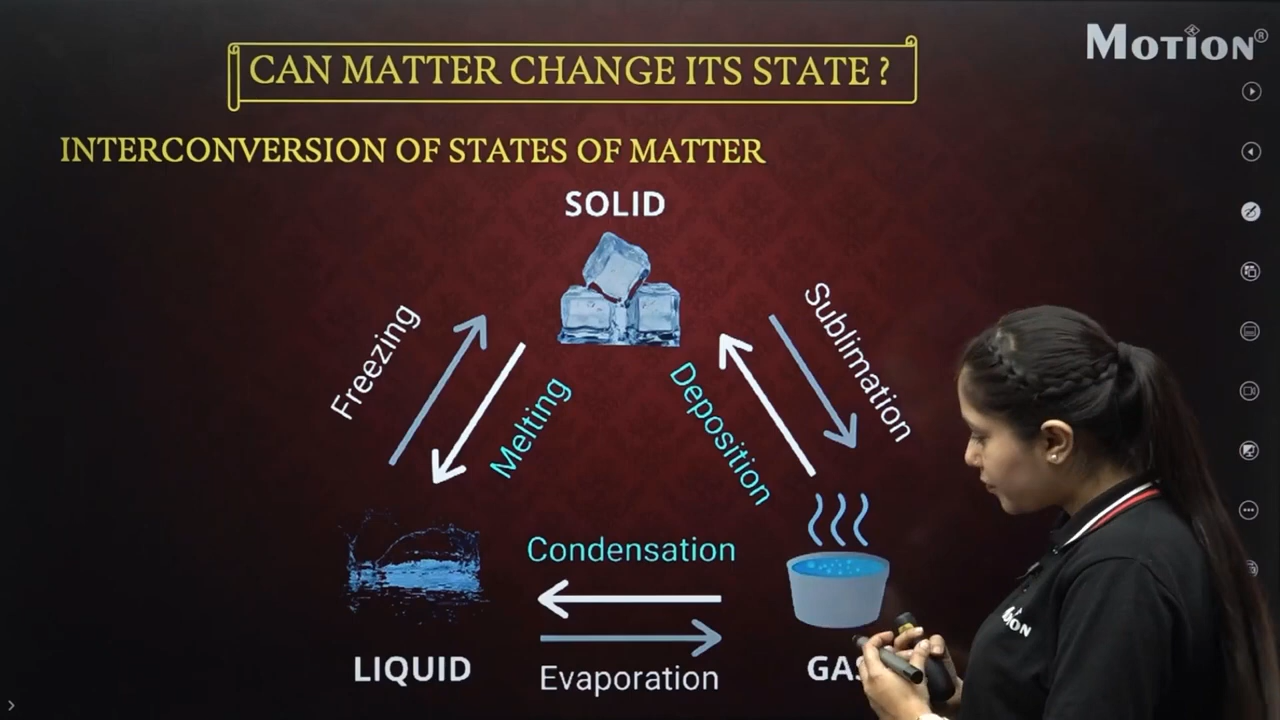 MOTION®
CAN MATTER CHANGE ITS STATE ?
INTERCONVERSION OF STATES OF MATTER
SOLID
Freezing
Melting
Deposition
Sublimation
Condensation
Evaporation
LIQUID
GAS